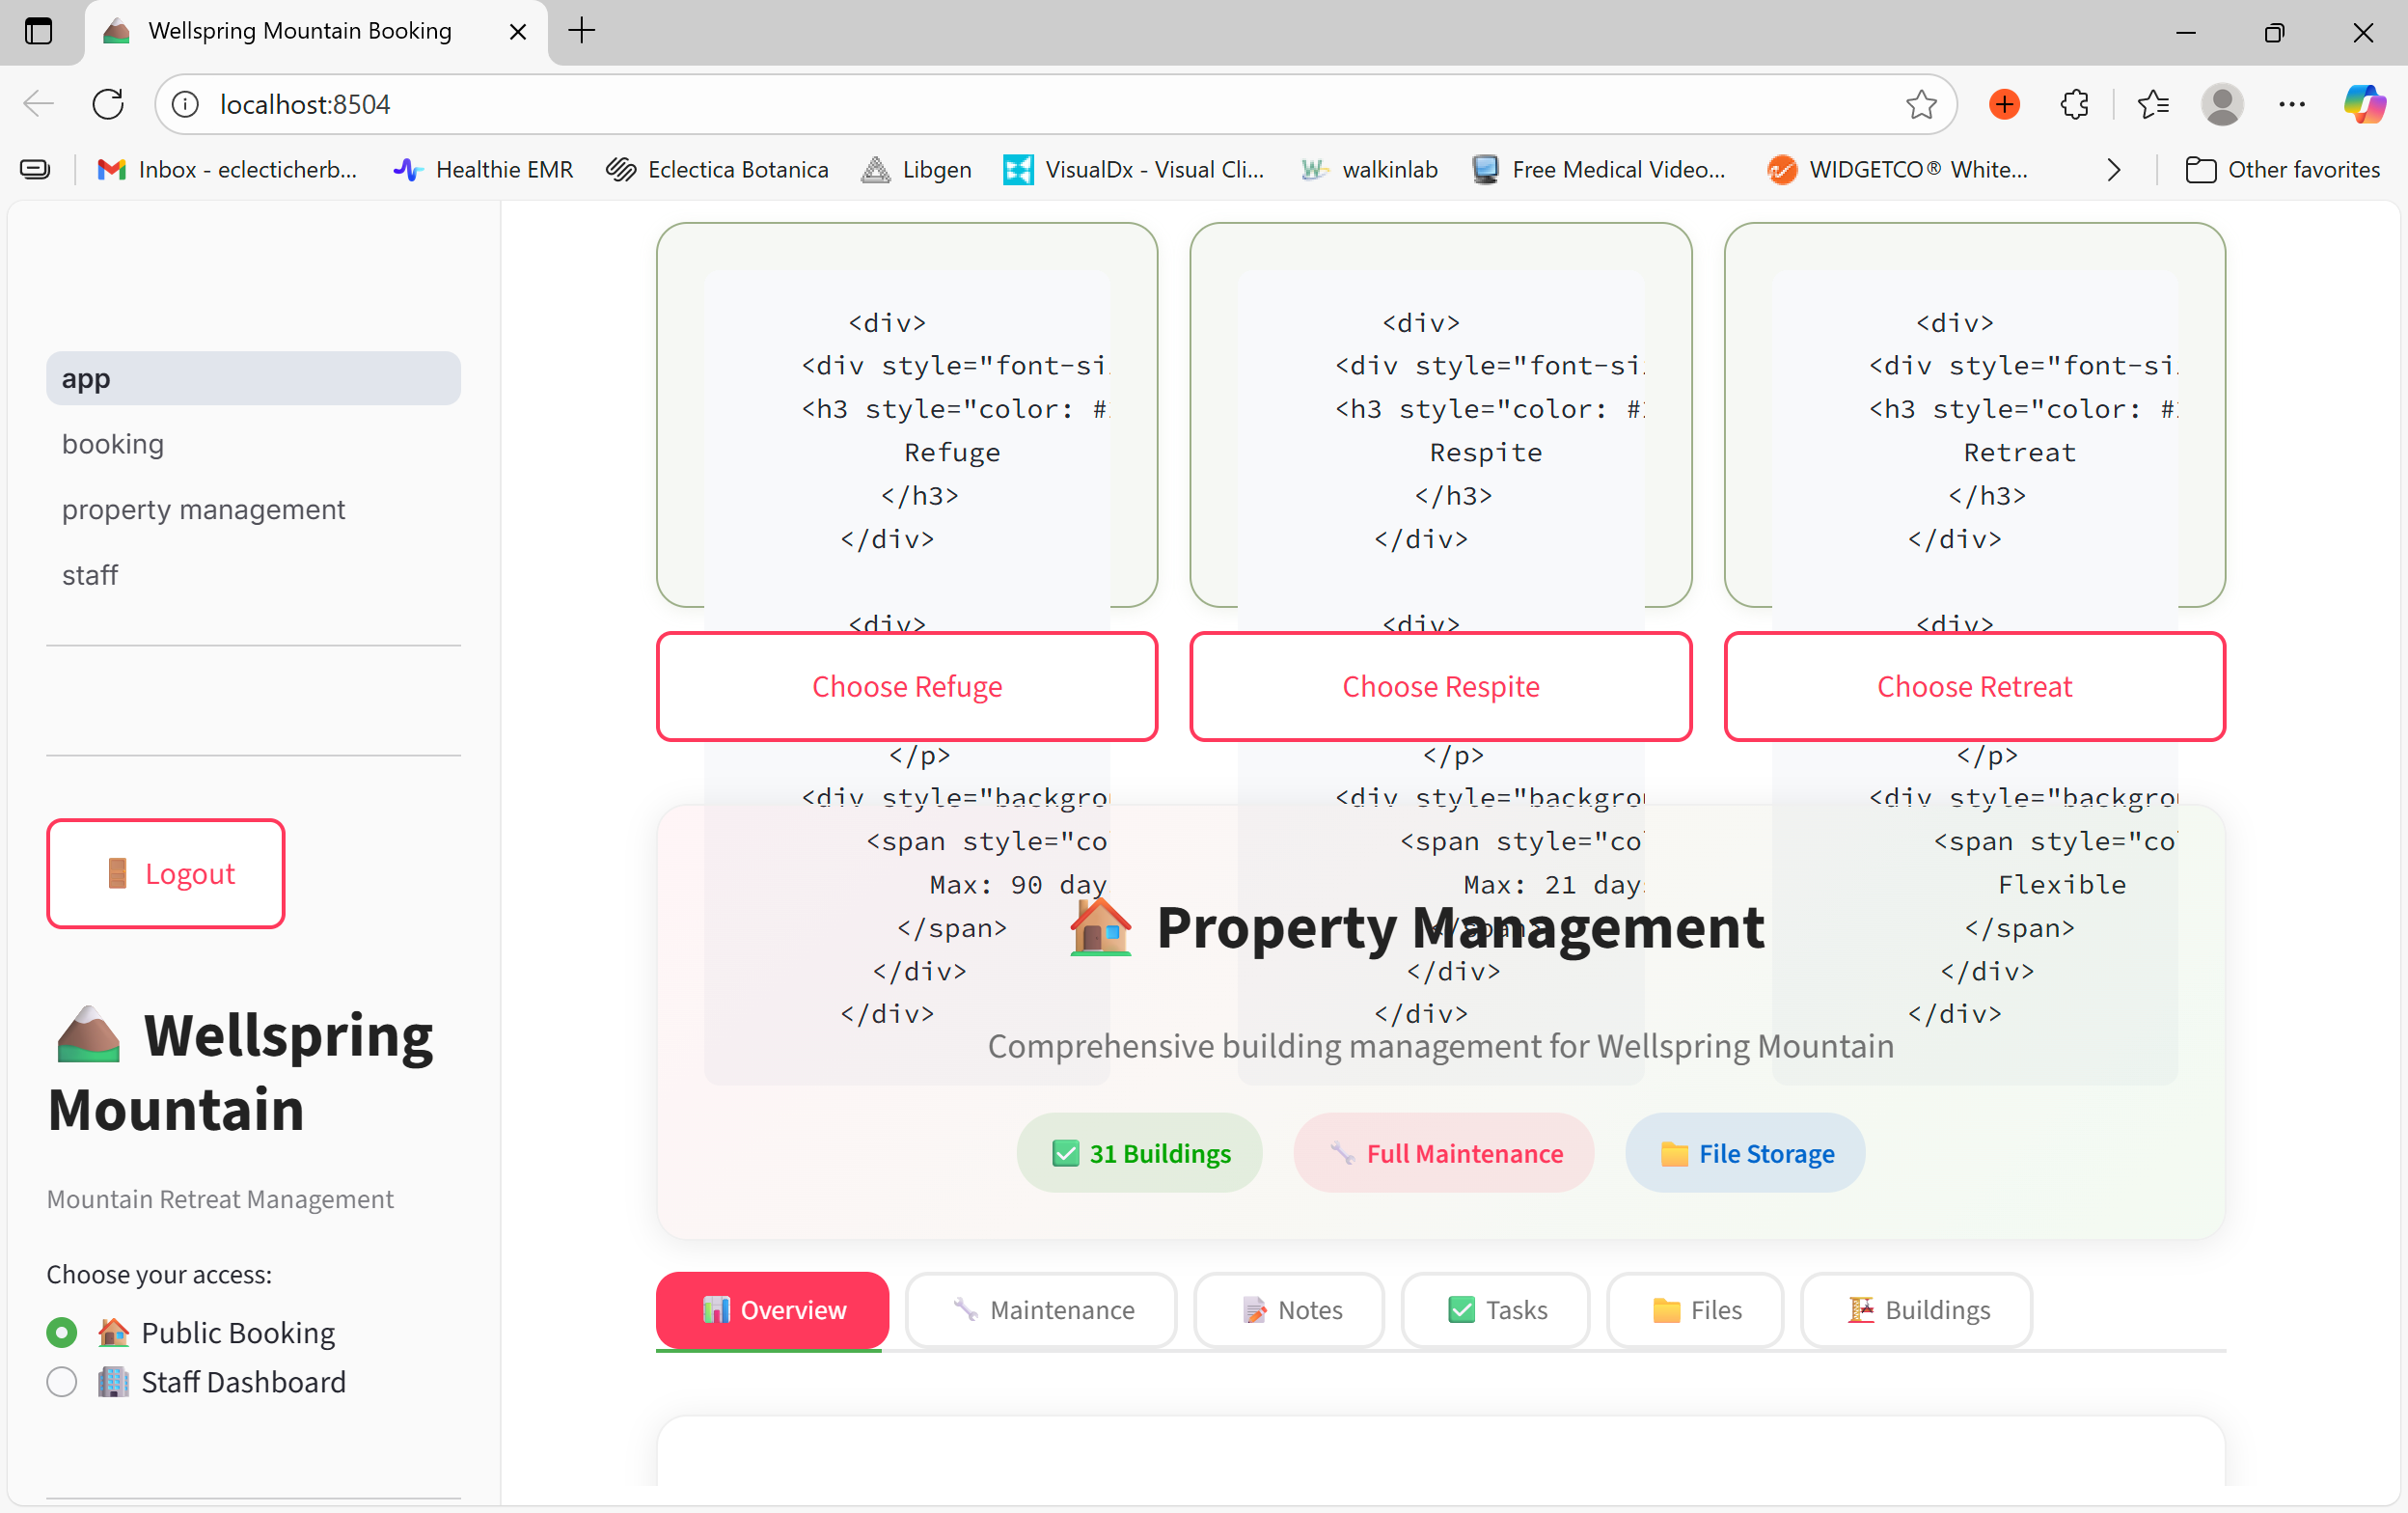 Wellspring Mountain Booking
localhost:8504
Inbox - eclecticherb...
Healthie EMR
Eclectica Botanica
Libgen
VisualDx - Visual Cli...
walkinlab
Free Medical Video...
WIDGETCO® White...
Other favorites
app
booking
property management
staff
Logout
Wellspring
Mountain
Mountain Retreat Management
Choose your access:
Public Booking
Staff Dashboard
<div>
<div style="font-si
<h3 style="color: #
Refuge
</h3>
</div>
<div>
Choose Refuge
</p>
<div style="backgro
<span style="co
Max: 90 day
</span>
</div>
</div>
<div>
<div style="font-si
<h3 style="color: #
Respite
</h3>
</div>
<div>
Choose Respite
</p>
<div style="backgro
<span style="co
Max: 21 day
</span>
</div>
</div>
<div>
<div style="font-si
<h3 style="color: #
Retreat
</h3>
</div>
<div>
Choose Retreat
</p>
<div style="backgro
<span style="co
Flexible
</span>
</div>
</div>
Property Management
Comprehensive building management for Wellspring Mountain
31 Buildings
Full Maintenance
File Storage
Overview
Maintenance
Notes
Tasks
Files
Buildings